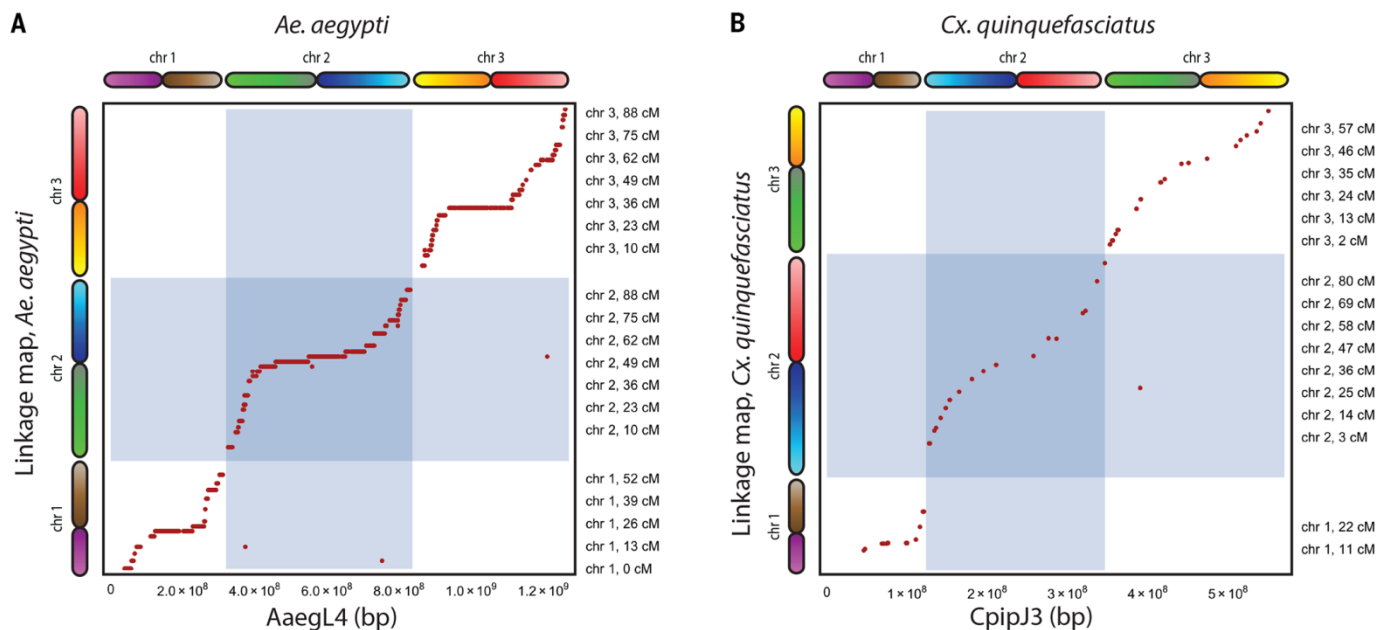 A
Ae. aegypti
chr 1
chr 2
chr 3
Linkage map, Ae. aegypti
chr 3
chr 2
chr 1
chr 3, 88 cM
chr 3, 75 cM
chr 3, 62 cM
chr 3, 49 cM
chr 3, 36 cM
chr 3, 23 cM
chr 3, 10 cM
chr 2, 88 cM
chr 2, 75 cM
chr 2, 62 cM
chr 2, 49 cM
chr 2, 36 cM
chr 2, 23 cM
chr 2, 10 cM
chr 1, 52 cM
chr 1, 39 cM
chr 1, 26 cM
chr 1, 13 cM
chr 1, 0 cM
0 2.0×10⁸ 4.0×10⁸ 6.0×10⁸ 8.0×10⁸ 1.0×10⁹ 1.2×10⁹
AaegL4 (bp)
B
Cx. quinquefasciatus
chr 1
chr 2
chr 3
Linkage map, Cx. quinquefasciatus
chr 3
chr 2
chr 1
chr 3, 57 cM
chr 3, 46 cM
chr 3, 35 cM
chr 3, 24 cM
chr 3, 13 cM
chr 3, 2 cM
chr 2, 80 cM
chr 2, 69 cM
chr 2, 58 cM
chr 2, 47 cM
chr 2, 36 cM
chr 2, 25 cM
chr 2, 14 cM
chr 2, 3 cM
chr 1, 22 cM
chr 1, 11 cM
0 1×10⁸ 2×10⁸ 3×10⁸ 4×10⁸ 5×10⁸
CpipJ3 (bp)